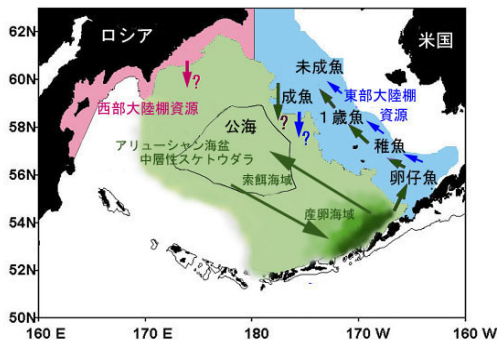 62N
60N
58N
56N
54N
52N
50N
ロシア
米国
未成魚
?
成魚
東部大陸棚
資源
西部大陸棚資源
1歳魚
公海
?
?
稚魚
アリューシャン海盆
中層性スケトウダラ
卵仔魚
索餌海域
産卵海域
160 E
170 E
180
170 W
160 W